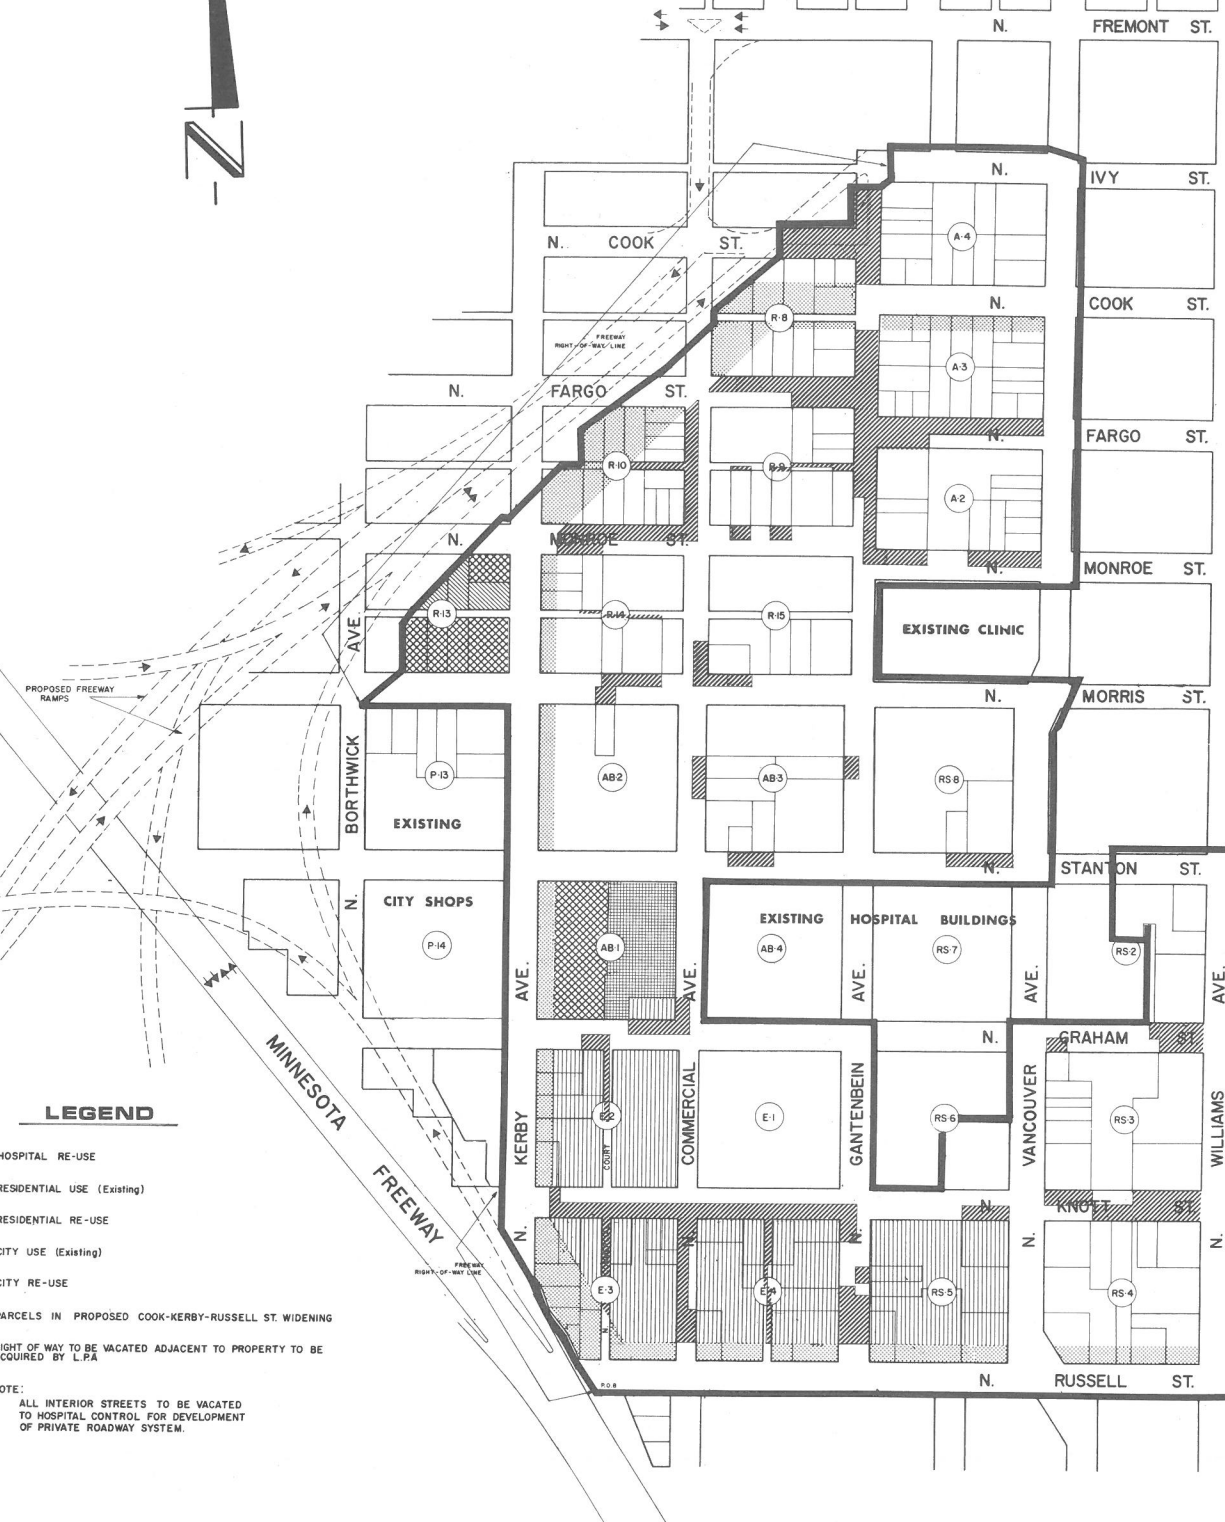 N. FREMONT ST.
N. IVY ST.
N
N. COOK ST.
A-4
N. COOK ST.
R-8
FREEWAY
RIGHT-OF-WAY LINE
A-3
N. FARGO ST.
N. FARGO ST.
R-10
R-9
A-2
N. MONROE ST.
N. MONROE ST.
R-13
R-14
R-15
EXISTING CLINIC
AVE.
PROPOSED FREEWAY
RAMPS
N. MORRIS ST.
BORTHWICK
P-13
AB-2
AB-3
RS-8
EXISTING
N. STANTON ST.
N.
CITY SHOPS
EXISTING HOSPITAL BUILDINGS
P-14
AB-1
AB-4
RS-7
RS-2
AVE.
AVE.
AVE.
AVE.
AVE.
N. GRAHAM ST.
MINNESOTA
FREEWAY
KERBY
COMMERCIAL
GANTENBEIN
VANCOUVER
WILLIAMS
E-2
COURT
E-1
RS-6
RS-3
N. KNOTT ST.
N.
N.
N.
N.
N.
FREEWAY
RIGHT-OF-WAY LINE
E-3
N.
E-4
RS-5
RS-4
P.O.B
N. RUSSELL ST.
LEGEND
HOSPITAL RE-USE
RESIDENTIAL USE (Existing)
RESIDENTIAL RE-USE
CITY USE (Existing)
CITY RE-USE
PARCELS IN PROPOSED COOK-KERBY-RUSSELL ST. WIDENING
IGHT OF WAY TO BE VACATED ADJACENT TO PROPERTY TO BE
CQUIRED BY L.P.A
OTE:
ALL INTERIOR STREETS TO BE VACATED
TO HOSPITAL CONTROL FOR DEVELOPMENT
OF PRIVATE ROADWAY SYSTEM.